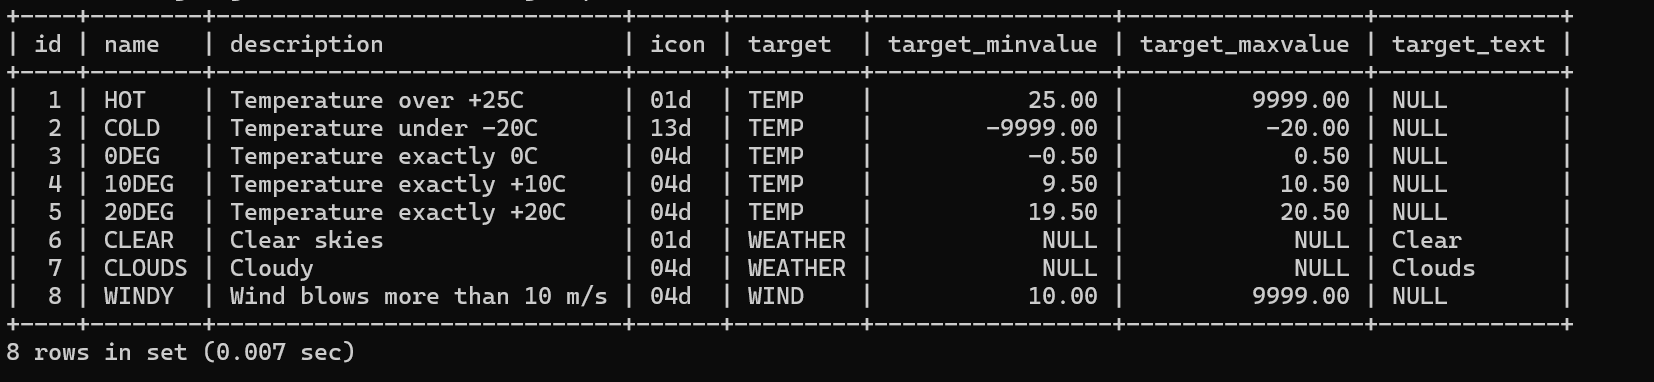 +----+--------+-----------------------------+------+---------+-----------------+-----------------+-------------+
| id | name   | description                 | icon | target  | target_minvalue | target_maxvalue | target_text |
+----+--------+-----------------------------+------+---------+-----------------+-----------------+-------------+
|  1 | HOT    | Temperature over +25C       | 01d  | TEMP    |           25.00 |         9999.00 | NULL        |
|  2 | COLD   | Temperature under -20C      | 13d  | TEMP    |        -9999.00 |          -20.00 | NULL        |
|  3 | 0DEG   | Temperature exactly 0C      | 04d  | TEMP    |           -0.50 |            0.50 | NULL        |
|  4 | 10DEG  | Temperature exactly +10C    | 04d  | TEMP    |            9.50 |           10.50 | NULL        |
|  5 | 20DEG  | Temperature exactly +20C    | 04d  | TEMP    |           19.50 |           20.50 | NULL        |
|  6 | CLEAR  | Clear skies                 | 01d  | WEATHER |            NULL |            NULL | Clear       |
|  7 | CLOUDS | Cloudy                      | 04d  | WEATHER |            NULL |            NULL | Clouds      |
|  8 | WINDY  | Wind blows more than 10 m/s | 04d  | WIND    |           10.00 |         9999.00 | NULL        |
+----+--------+-----------------------------+------+---------+-----------------+-----------------+-------------+
8 rows in set (0.007 sec)